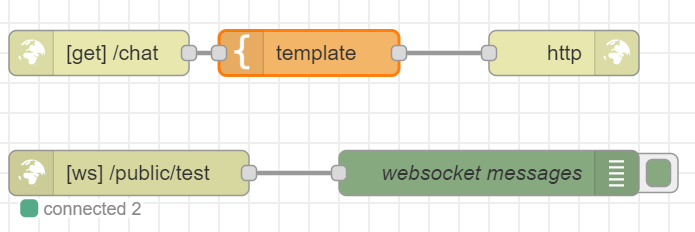 [get] /chat
template
http
[ws] /public/test
websocket messages
connected 2